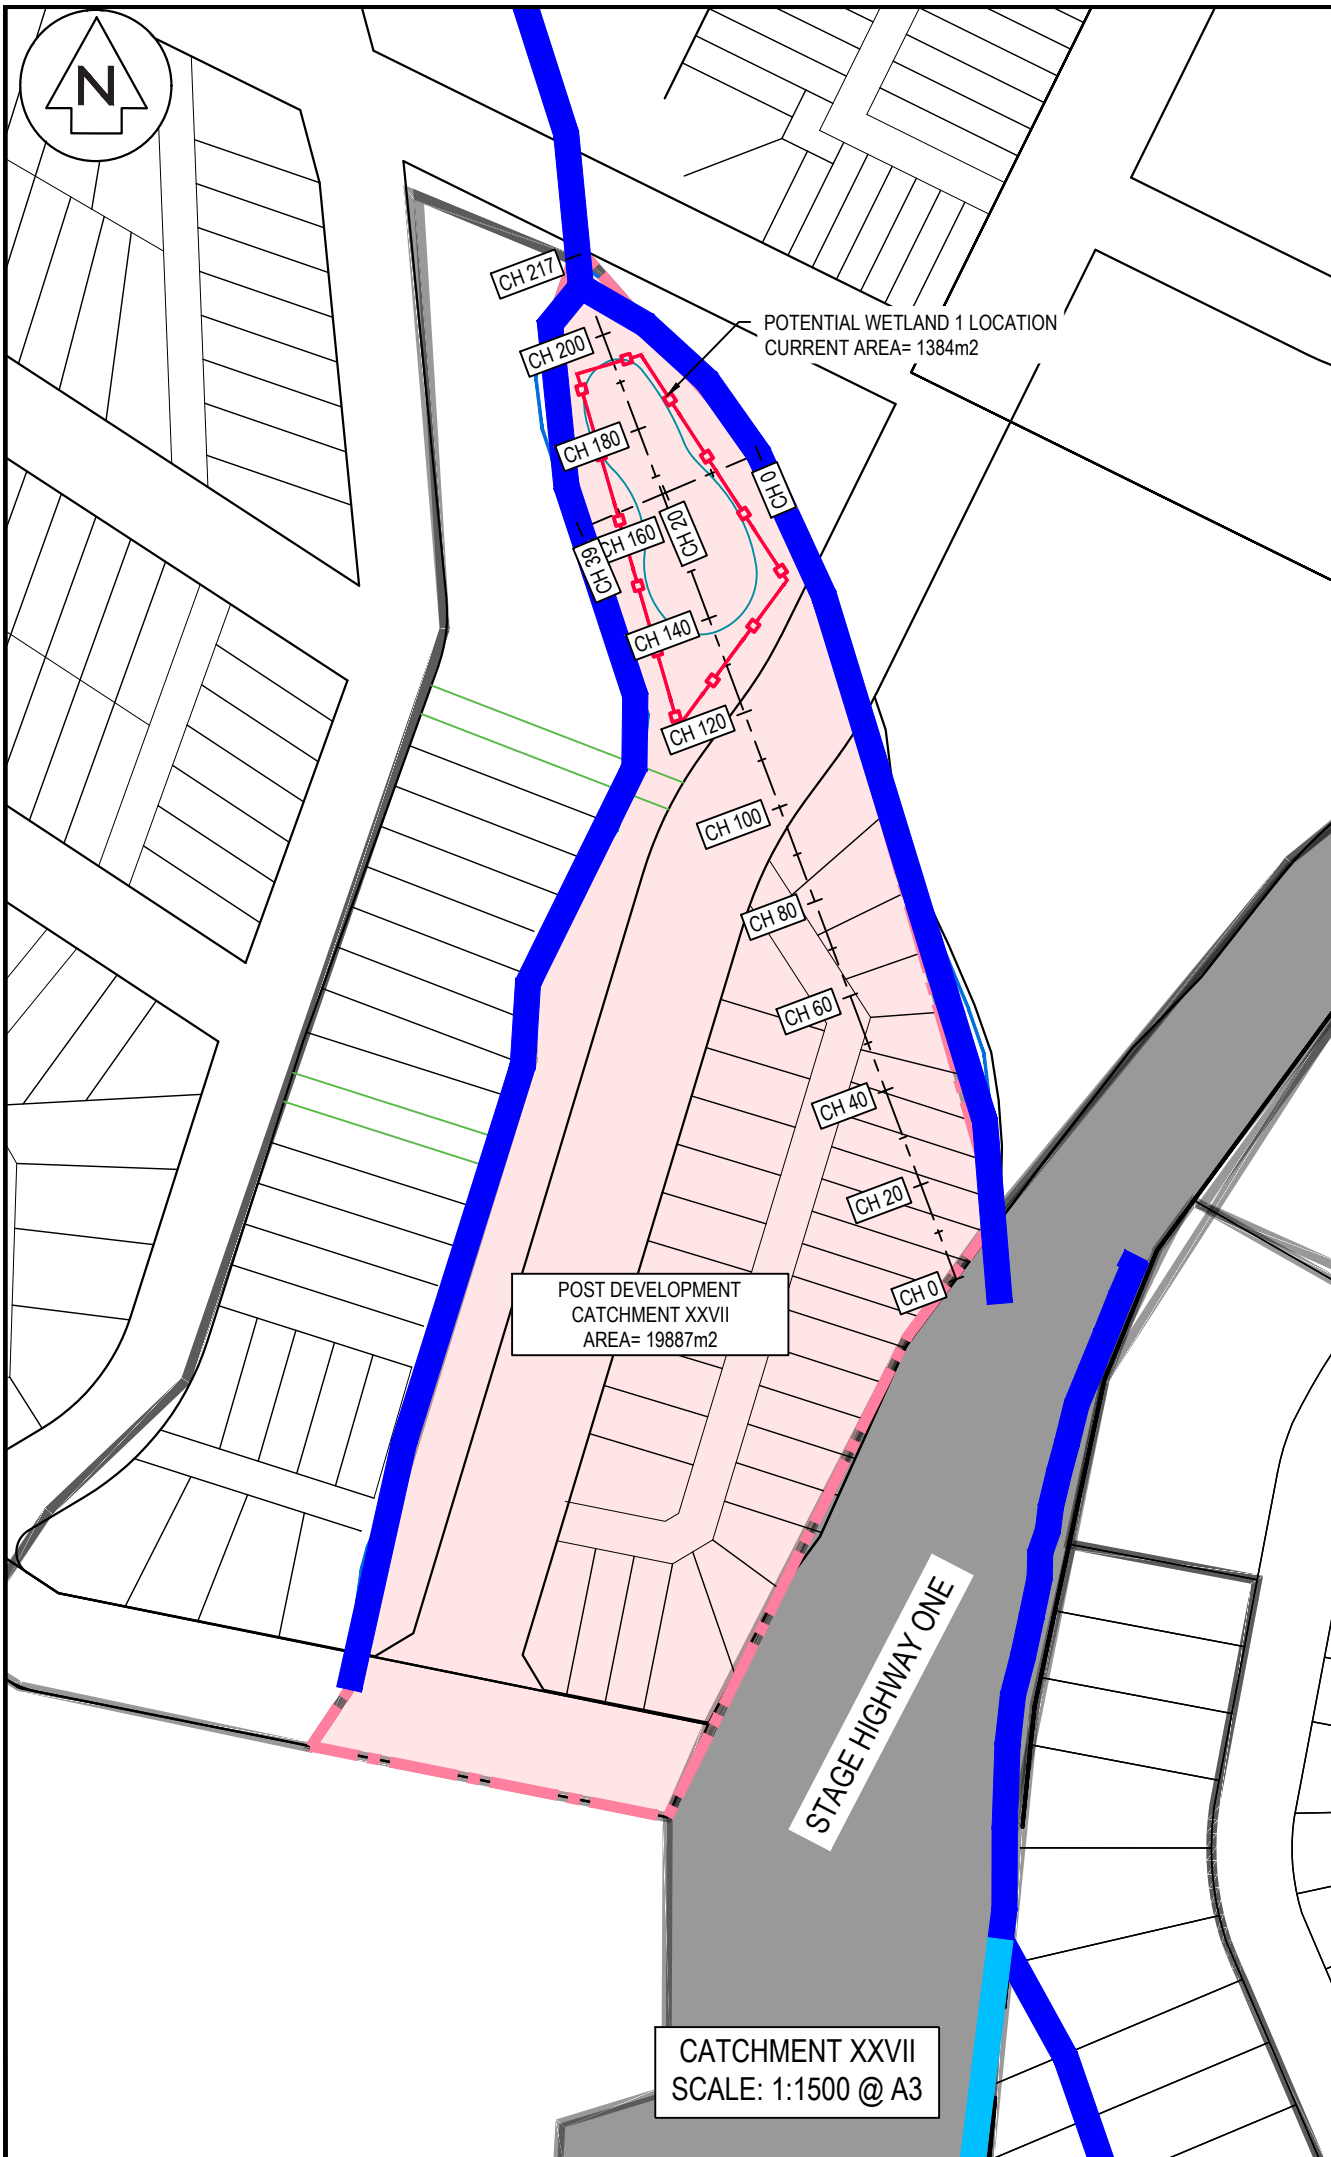 N
CH 217
POTENTIAL WETLAND 1 LOCATION
CURRENT AREA= 1384m2
CH 200
CH 180
CH 0
CH 20
CH 160
CH 39
CH 140
CH 120
CH 100
CH 80
CH 60
CH 40
CH 20
CH 0
POST DEVELOPMENT
CATCHMENT XXVII
AREA= 19887m2
STAGE HIGHWAY ONE
CATCHMENT XXVII
SCALE: 1:1500 @ A3